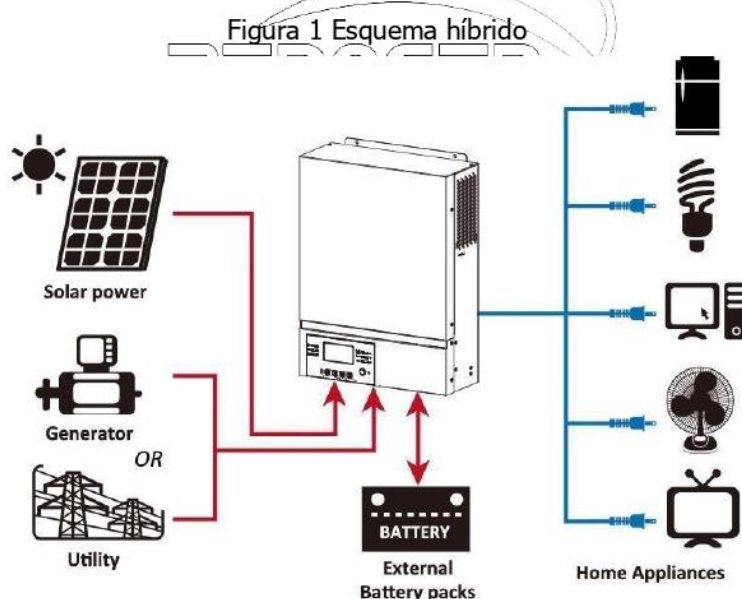 Figura 1 Esquema híbrido
Solar power
Generator
OR
Utility
BATTERY
External
Battery packs
Home Appliances